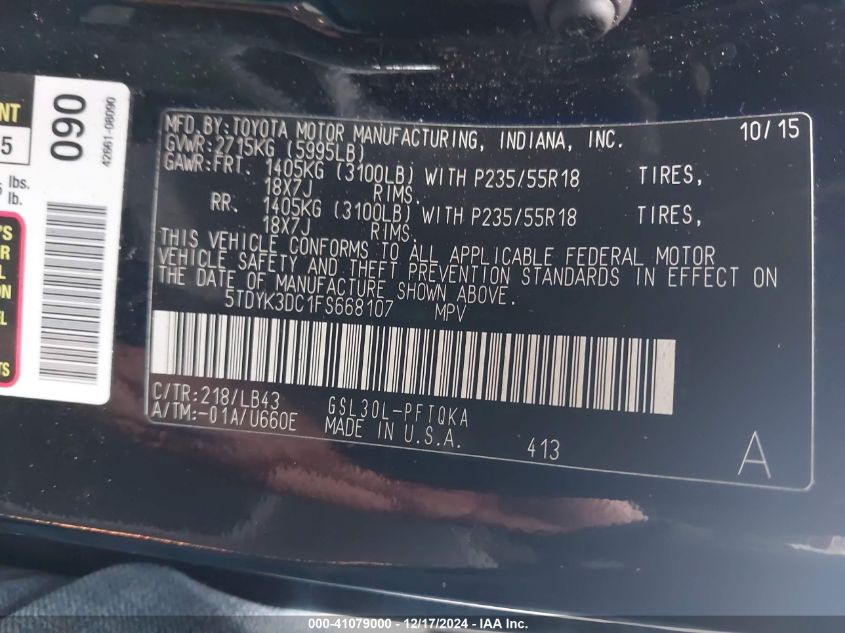 MFD. BY: TOYOTA MOTOR MANUFACTURING, INDIANA, INC. 10/15
GVWR: 2715KG (5995LB)
GAWR: FRT. 1405KG (3100LB) WITH P235/55R18 TIRES,
18X7J RIMS.
RR. 1405KG (3100LB) WITH P235/55R18 TIRES,
18X7J RIMS.
THIS VEHICLE CONFORMS TO ALL APPLICABLE FEDERAL MOTOR
VEHICLE SAFETY AND THEFT PREVENTION STANDARDS IN EFFECT ON
THE DATE OF MANUFACTURE SHOWN ABOVE.
5TDYK3DC1FS668107 MPV
C/TR: 218/LB43 GSL30L-PFTQKA
A/TM: -01A/U660E MADE IN U.S.A.
413
A
090
42661-08090
5
lbs.
lb.
000-41079000 - 12/17/2024 - IAA Inc.